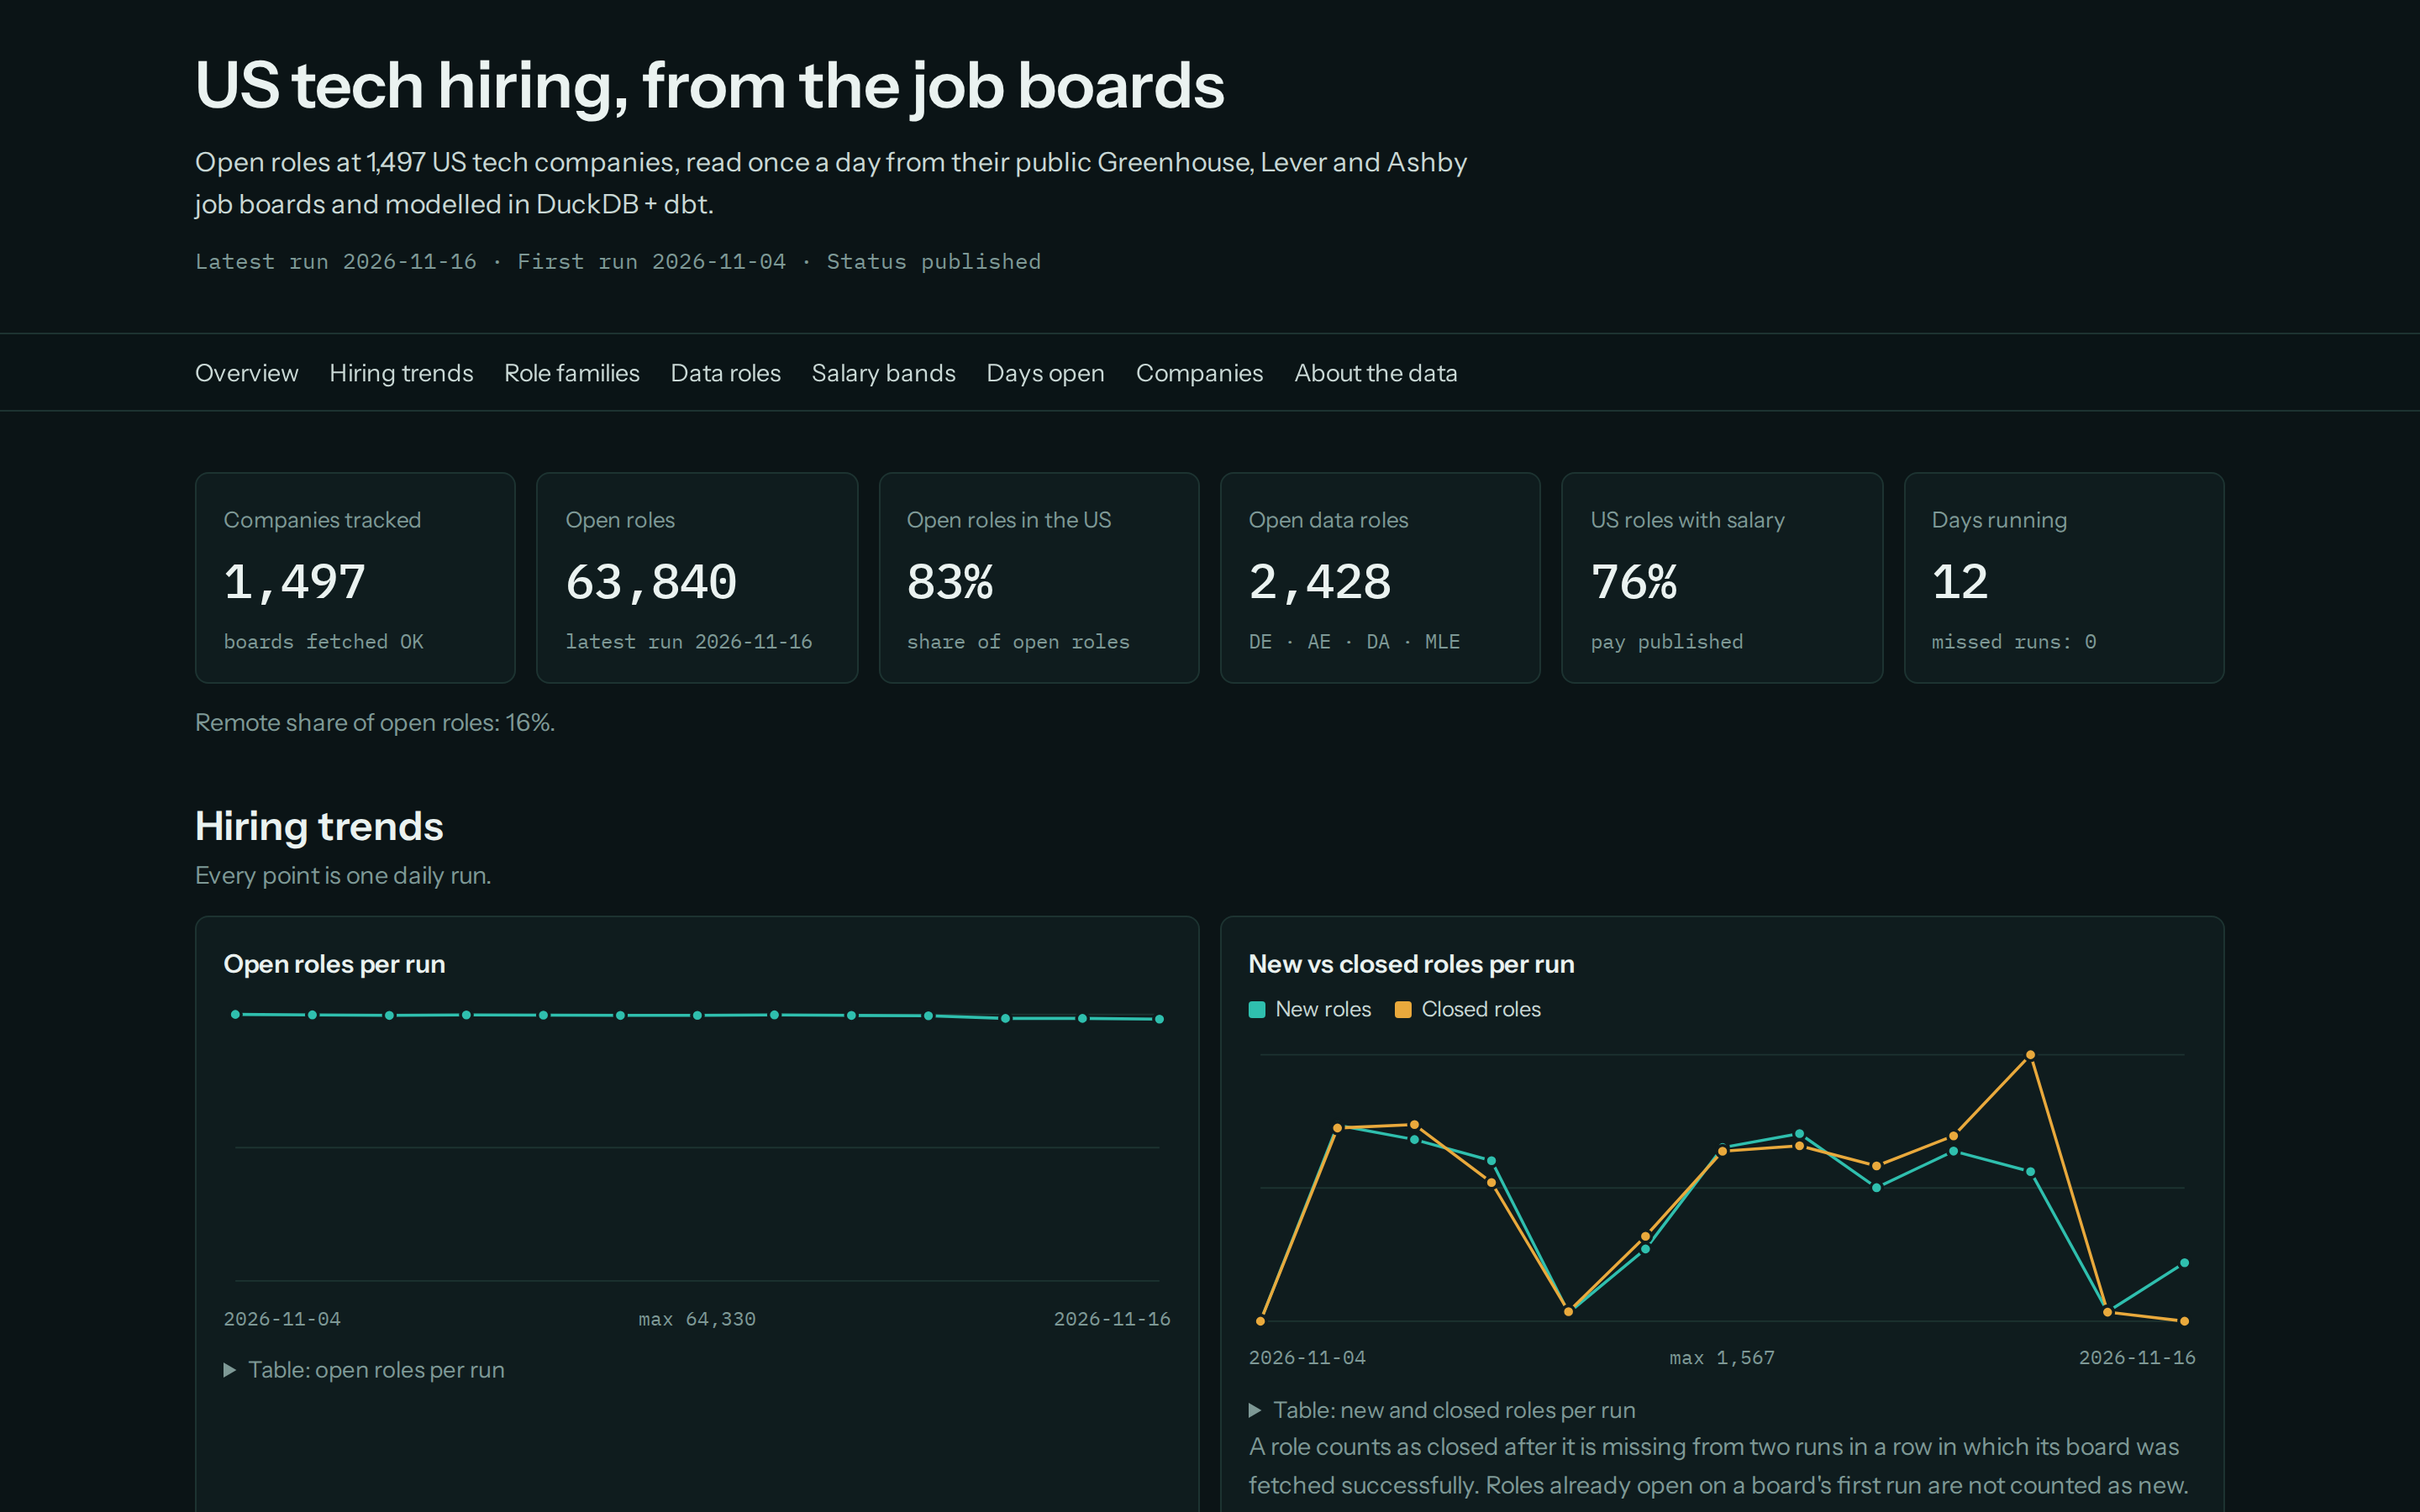 US tech hiring, from the job boards
Open roles at 1,497 US tech companies, read once a day from their public Greenhouse, Lever and Ashby
job boards and modelled in DuckDB + dbt.
Latest run 2026-11-16 · First run 2026-11-04 · Status published
Overview Hiring trends Role families Data roles Salary bands Days open Companies About the data
Companies tracked
1,497
boards fetched OK
Open roles
63,840
latest run 2026-11-16
Open roles in the US
83%
share of open roles
Open data roles
2,428
DE · AE · DA · MLE
US roles with salary
76%
pay published
Days running
12
missed runs: 0
Remote share of open roles: 16%.
Hiring trends
Every point is one daily run.
Open roles per run
2026-11-04 max 64,330 2026-11-16
▶ Table: open roles per run
New vs closed roles per run
New roles Closed roles
2026-11-04 max 1,567 2026-11-16
▶ Table: new and closed roles per run
A role counts as closed after it is missing from two runs in a row in which its board was
fetched successfully. Roles already open on a board's first run are not counted as new.